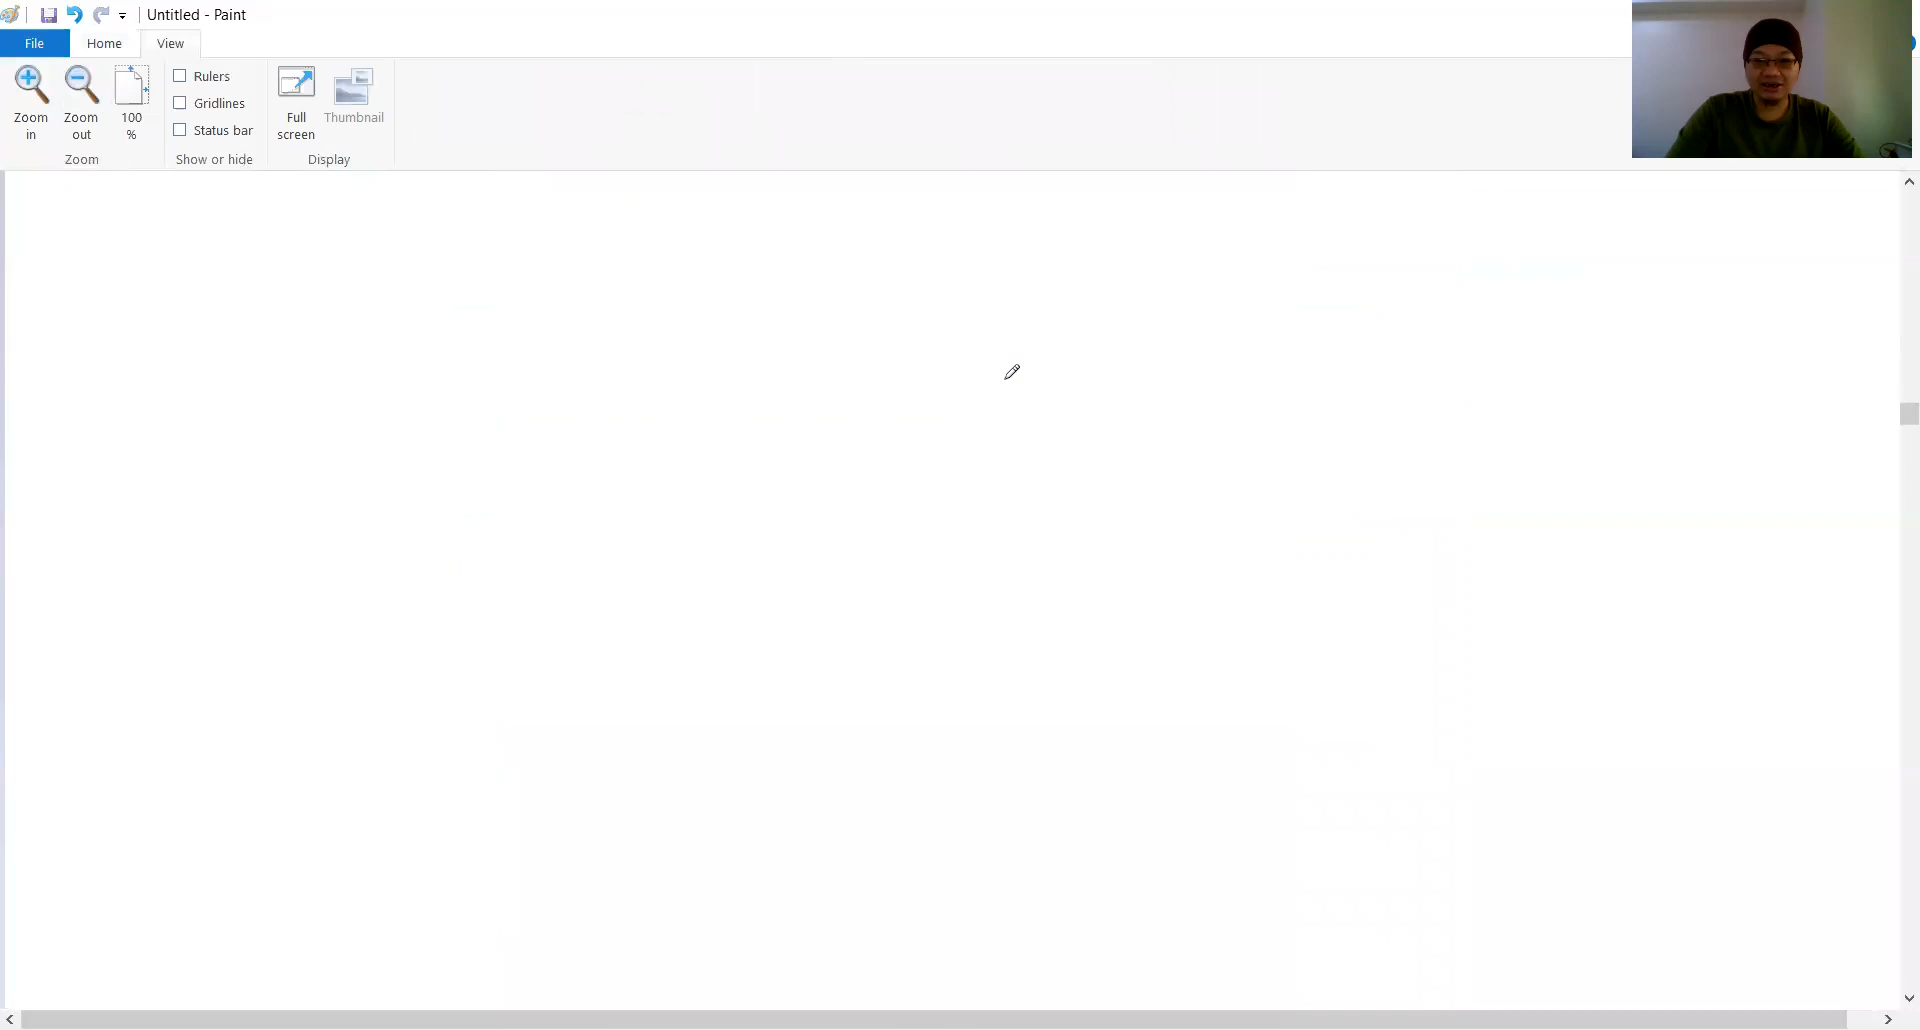 Untitled - Paint
File Home View
Zoom in
Zoom out
100 %
Rulers
Gridlines
Status bar
Full screen
Thumbnail
Zoom
Show or hide
Display